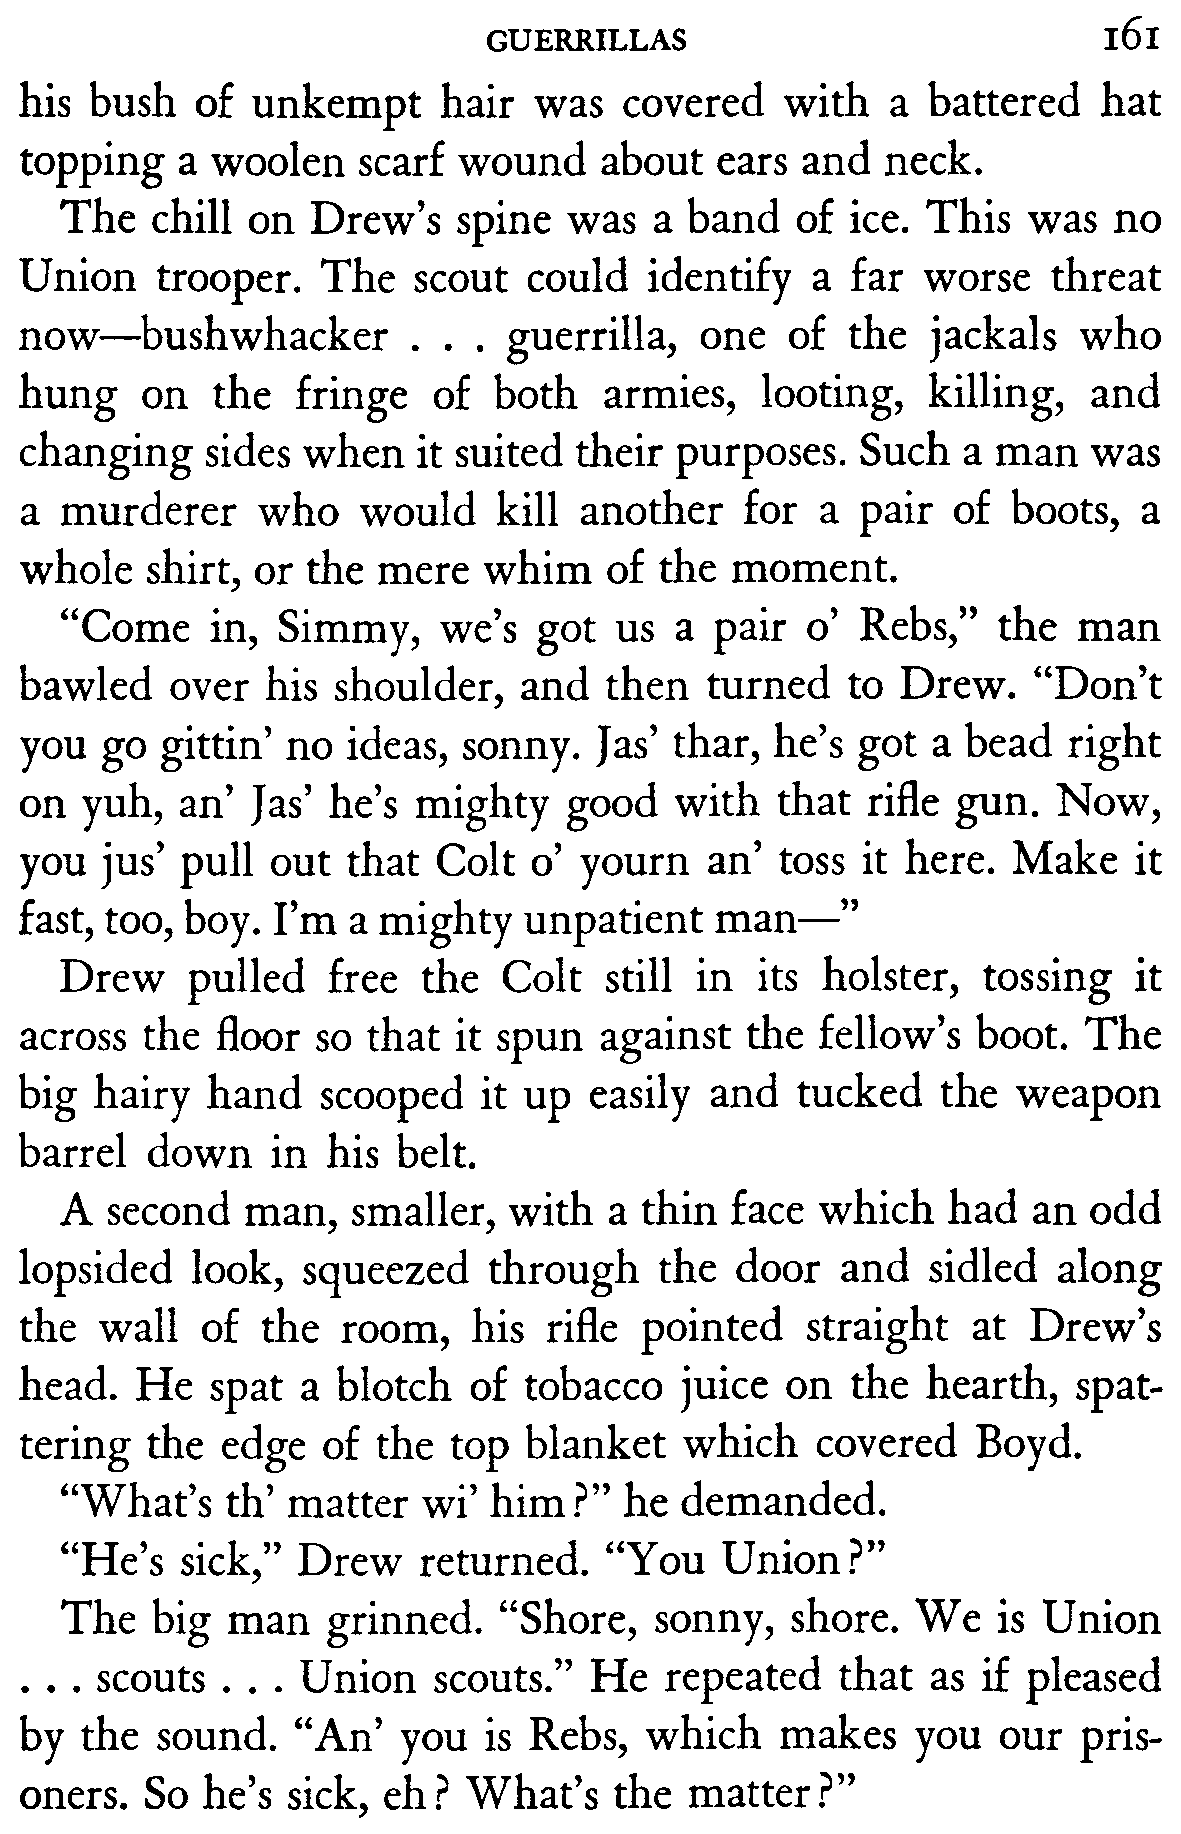 GUERRILLAS 161
his bush of unkempt hair was covered with a battered hat
topping a woolen scarf wound about ears and neck.
The chill on Drew’s spine was a band of ice. This was no
Union trooper. The scout could identify a far worse threat
now—bushwhacker . . . guerrilla, one of the jackals who
hung on the fringe of both armies, looting, killing, and
changing sides when it suited their purposes. Such a man was
a murderer who would kill another for a pair of boots, a
whole shirt, or the mere whim of the moment.
“Come in, Simmy, we’s got us a pair o’ Rebs,” the man
bawled over his shoulder, and then turned to Drew. “Don’t
you go gittin’ no ideas, sonny. Jas’ thar, he’s got a bead right
on yuh, an’ Jas’ he’s mighty good with that rifle gun. Now,
you jus’ pull out that Colt o’ yourn an’ toss it here. Make it
fast, too, boy. I’m a mighty unpatient man—”
Drew pulled free the Colt still in its holster, tossing it
across the floor so that it spun against the fellow’s boot. The
big hairy hand scooped it up easily and tucked the weapon
barrel down in his belt.
A second man, smaller, with a thin face which had an odd
lopsided look, squeezed through the door and sidled along
the wall of the room, his rifle pointed straight at Drew’s
head. He spat a blotch of tobacco juice on the hearth, spat-
tering the edge of the top blanket which covered Boyd.
“What’s th’ matter wi’ him?” he demanded.
“He’s sick,” Drew returned. “You Union?”
The big man grinned. “Shore, sonny, shore. We is Union
. . . scouts . . . Union scouts.” He repeated that as if pleased
by the sound. “An’ you is Rebs, which makes you our pris-
oners. So he’s sick, eh? What’s the matter?”